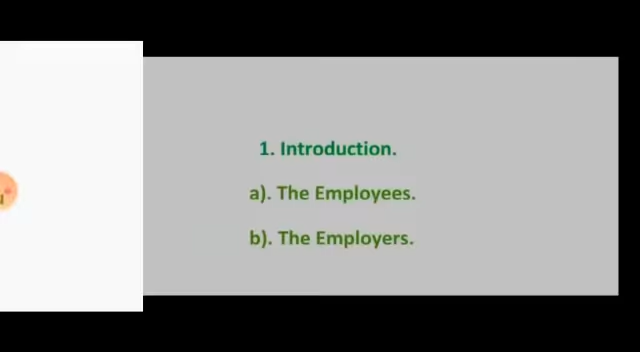 1. Introduction.
a). The Employees.
b). The Employers.